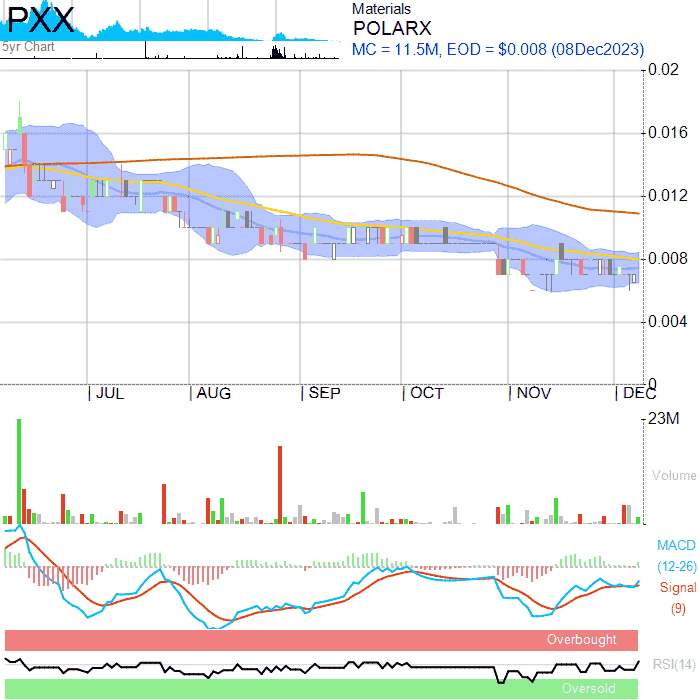 PXX
5yr Chart
Materials
POLARX
MC = 11.5M, EOD = $0.008 (08Dec2023)
0.02
0.016
0.012
0.008
0.004
0
JUL AUG SEP OCT NOV DEC
23M
Volume
MACD
(12-26)
Signal
(9)
Overbought
RSI(14)
Oversold